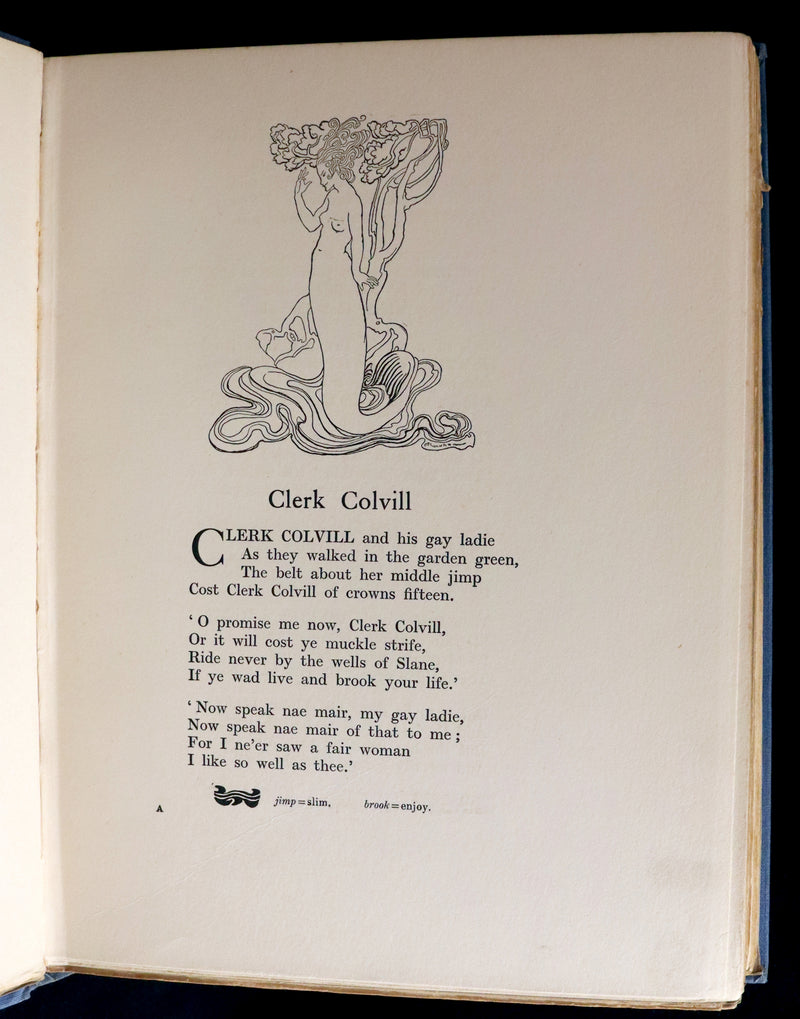 Clerk Colvill
CLERK COLVILL and his gay ladie
As they walked in the garden green,
The belt about her middle jimp
Cost Clerk Colvill of crowns fifteen.
‘ O promise me now, Clerk Colvill,
Or it will cost ye muckle strife,
Ride never by the wells of Slane,
If ye wad live and brook your life.’
‘ Now speak nae mair, my gay ladie,
Now speak nae mair of that to me ;
For I ne’er saw a fair woman
I like so well as thee.’
A jimp = slim. brook = enjoy.